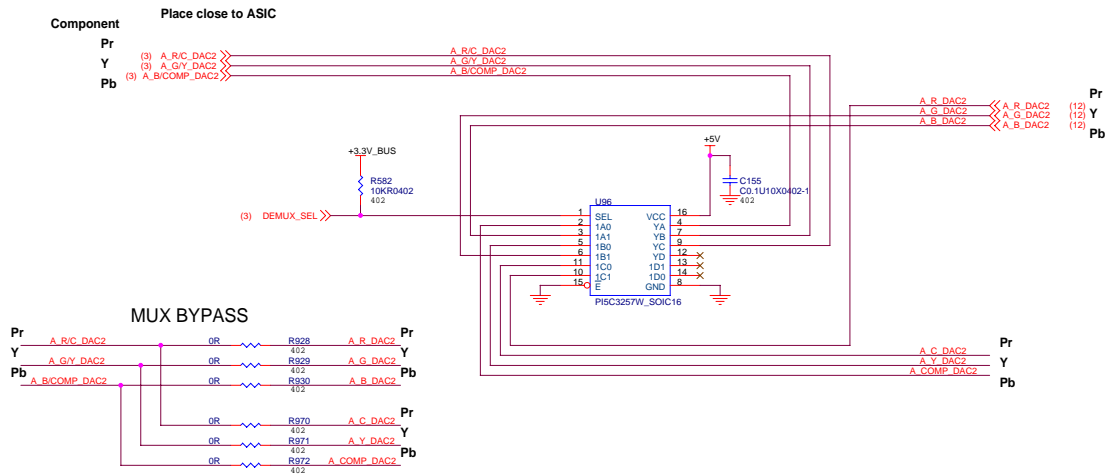 Place close to ASIC
Component
Pr
(3) A_R/C_DAC2 A_R/C_DAC2
Y
(3) A_G/Y_DAC2 A_G/Y_DAC2
Pb
(3) A_B/COMP_DAC2 A_B/COMP_DAC2
Pr
A_R_DAC2 A_R_DAC2 (12)
A_G_DAC2 A_G_DAC2 (12) Y
A_B_DAC2 A_B_DAC2 (12)
Pb
+3.3V_BUS
+5V
R582
10KR0402
402
C155
C0.1U10X0402-1
402
(3) DEMUX_SEL
U96
1 SEL VCC 16
2 1A0 YA 4
3 1A1 YB 7
5 1B0 YC 9
6 1B1 YD 12
11 1C0 1D1 13
10 1C1 1D0 14
15 E GND 8
PI5C3257W_SOIC16
MUX BYPASS
Pr Pr
A_R/C_DAC2 0R R928 A_R_DAC2
402
Y Y
A_G/Y_DAC2 0R R929 A_G_DAC2
402
Pb Pb
A_B/COMP_DAC2 0R R930 A_B_DAC2
402
Pr
0R R970 A_C_DAC2
402
Y
0R R971 A_Y_DAC2
402
Pb
0R R972 A_COMP_DAC2
402
Pr
A_C_DAC2
A_Y_DAC2 Y
A_COMP_DAC2
Pb